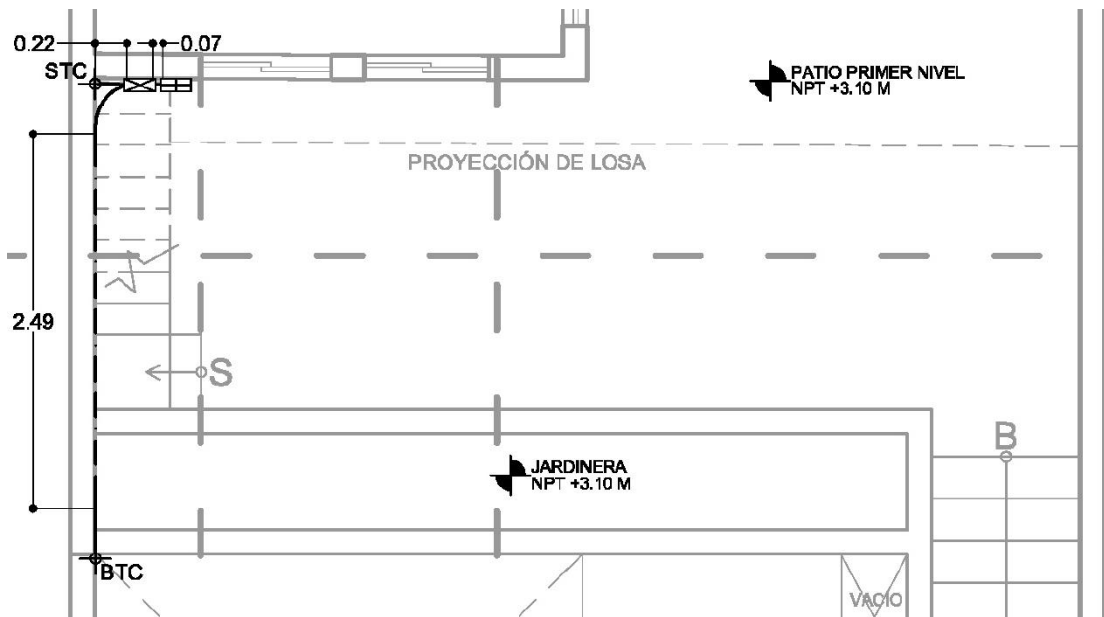 0.22
0.07
STC
PATIO PRIMER NIVEL
NPT +3.10 M
PROYECCIÓN DE LOSA
2.49
S
B
JARDINERA
NPT +3.10 M
BTC
VACIO